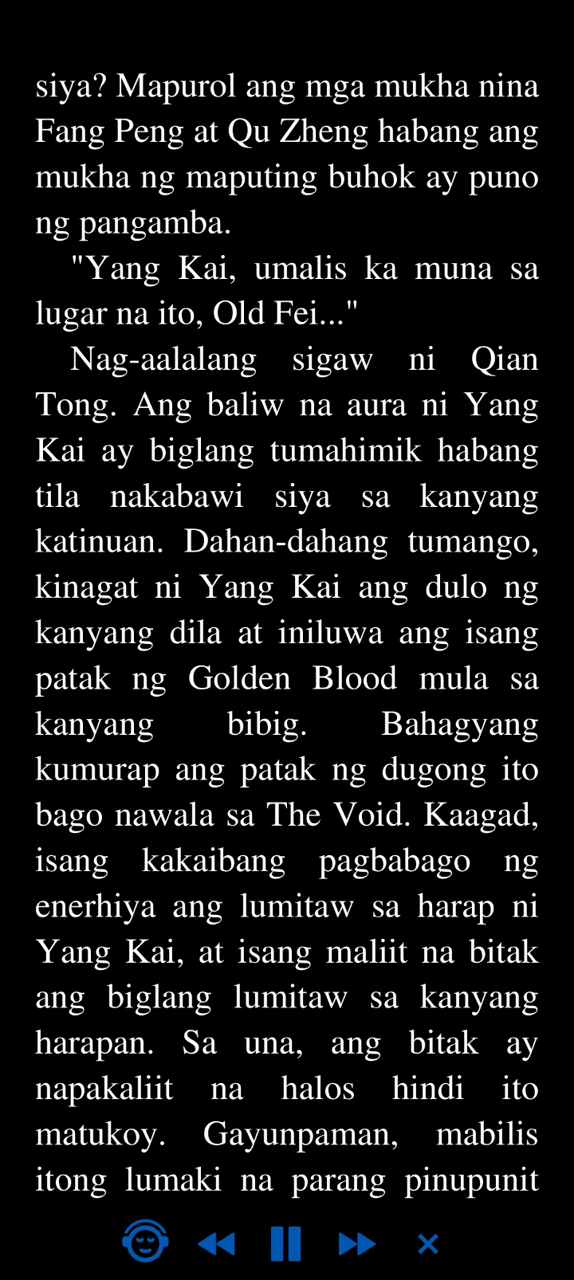 siya? Mapurol ang mga mukha nina
Fang Peng at Qu Zheng habang ang
mukha ng maputing buhok ay puno
ng pangamba.
"Yang Kai, umalis ka muna sa
lugar na ito, Old Fei..."
Nag-aalalang sigaw ni Qian
Tong. Ang baliw na aura ni Yang
Kai ay biglang tumahimik habang
tila nakabawi siya sa kanyang
katinuan. Dahan-dahang tumango,
kinagat ni Yang Kai ang dulo ng
kanyang dila at iniluwa ang isang
patak ng Golden Blood mula sa
kanyang bibig. Bahagyang
kumurap ang patak ng dugong ito
bago nawala sa The Void. Kaagad,
isang kakaibang pagbabago ng
enerhiya ang lumitaw sa harap ni
Yang Kai, at isang maliit na bitak
ang biglang lumitaw sa kanyang
harapan. Sa una, ang bitak ay
napakaliit na halos hindi ito
matukoy. Gayunpaman, mabilis
itong lumaki na parang pinupunit